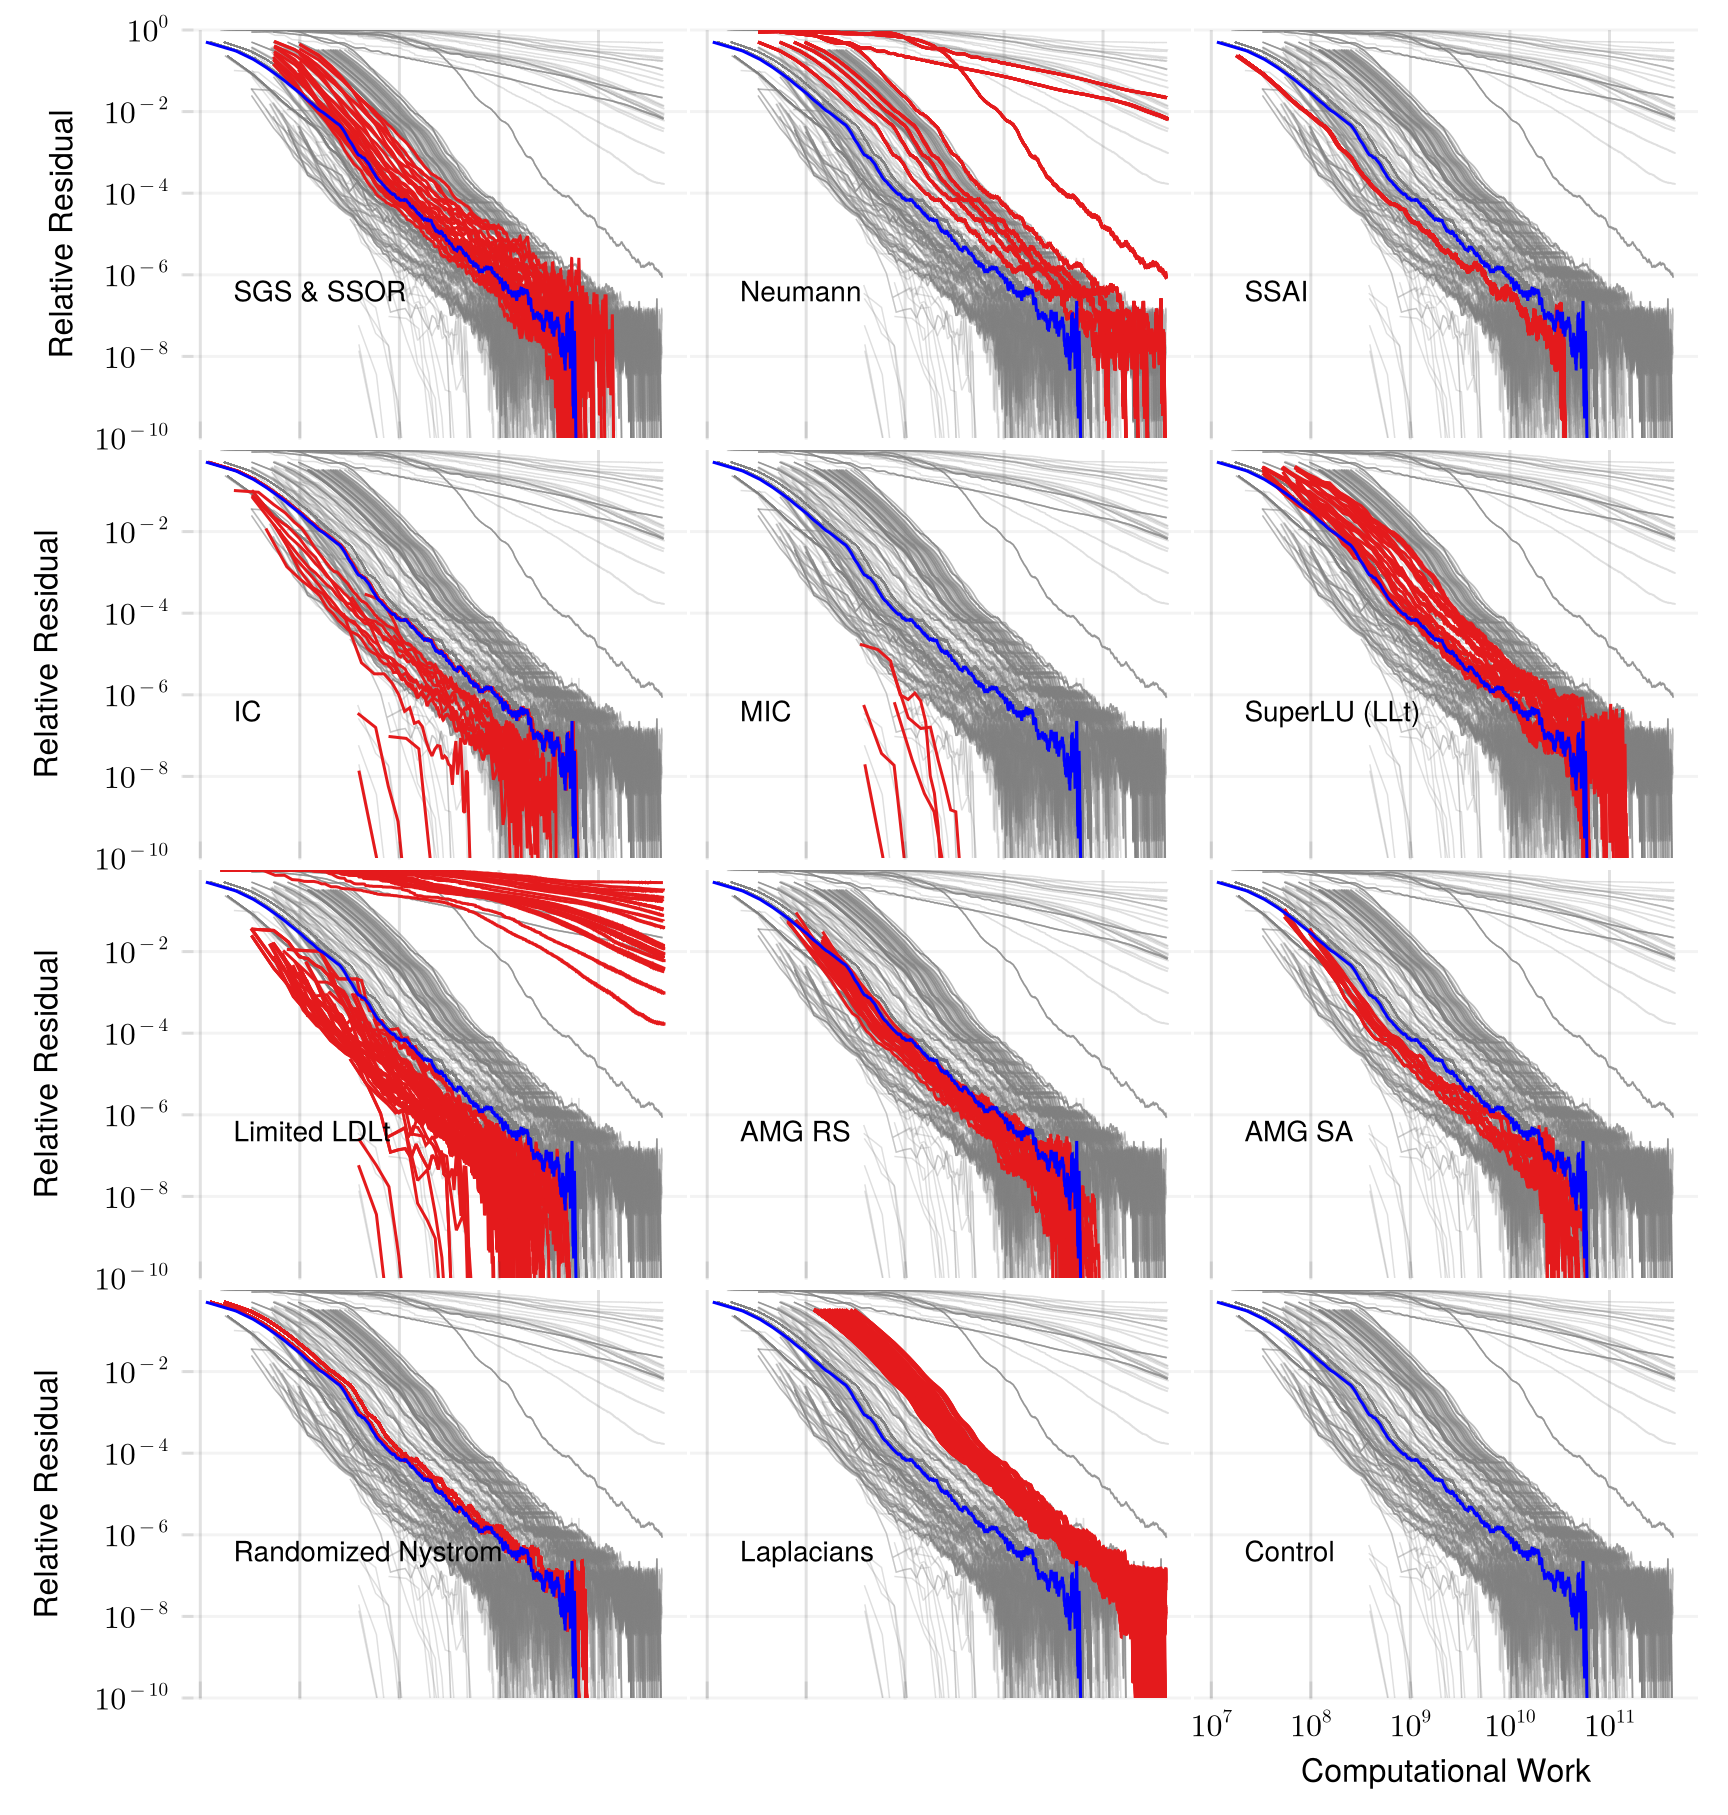 10^0
10^-2
10^-4
10^-6
10^-8
10^-10
Relative Residual
SGS & SSOR
Neumann
SSAI
10^-2
10^-4
10^-6
10^-8
10^-10
Relative Residual
IC
MIC
SuperLU (LLt)
10^-2
10^-4
10^-6
10^-8
10^-10
Relative Residual
Limited LDLt
AMG RS
AMG SA
10^-2
10^-4
10^-6
10^-8
10^-10
Relative Residual
Randomized Nystrom
Laplacians
Control
10^7 10^8 10^9 10^10 10^11
Computational Work